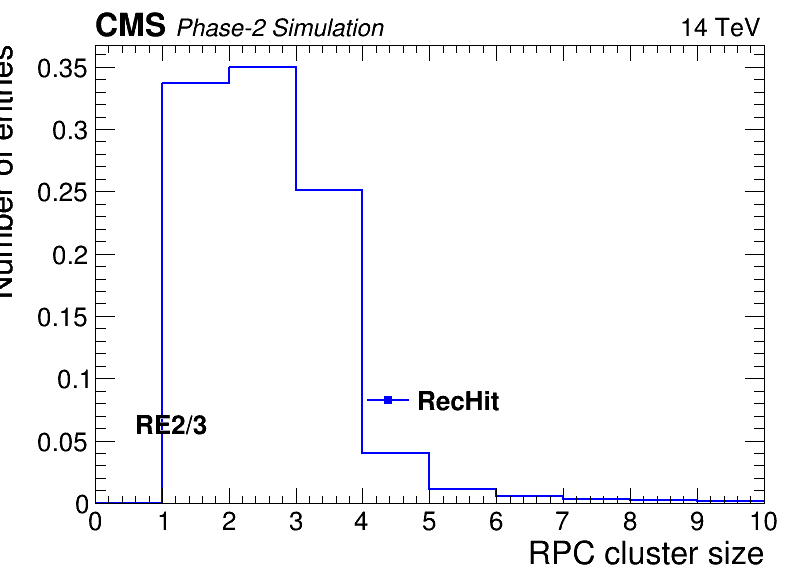 CMS Phase-2 Simulation 14 TeV
Number of entries
0.35
0.3
0.25
0.2
0.15
0.1
0.05
0
RecHit
RE2/3
0 1 2 3 4 5 6 7 8 9 10
RPC cluster size